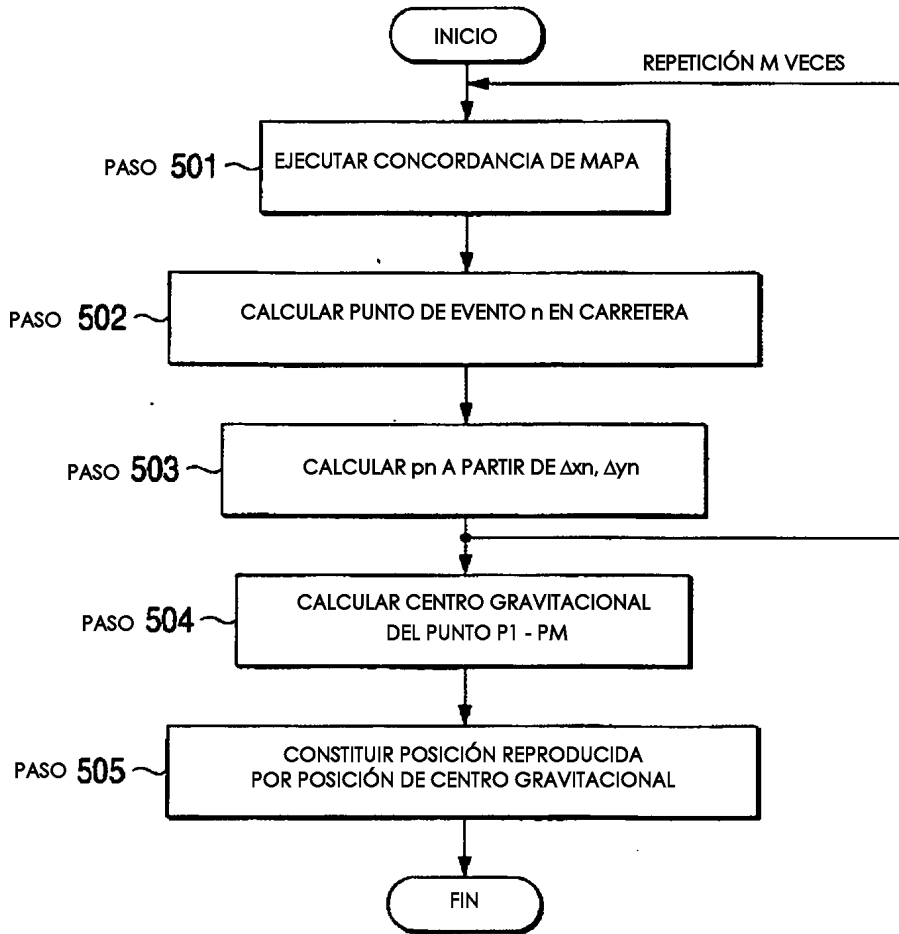 INICIO
REPETICIÓN M VECES
PASO 501
EJECUTAR CONCORDANCIA DE MAPA
PASO 502
CALCULAR PUNTO DE EVENTO n EN CARRETERA
PASO 503
CALCULAR pn A PARTIR DE Δxn, Δyn
PASO 504
CALCULAR CENTRO GRAVITACIONAL
DEL PUNTO P1 - PM
PASO 505
CONSTITUIR POSICIÓN REPRODUCIDA
POR POSICIÓN DE CENTRO GRAVITACIONAL
FIN